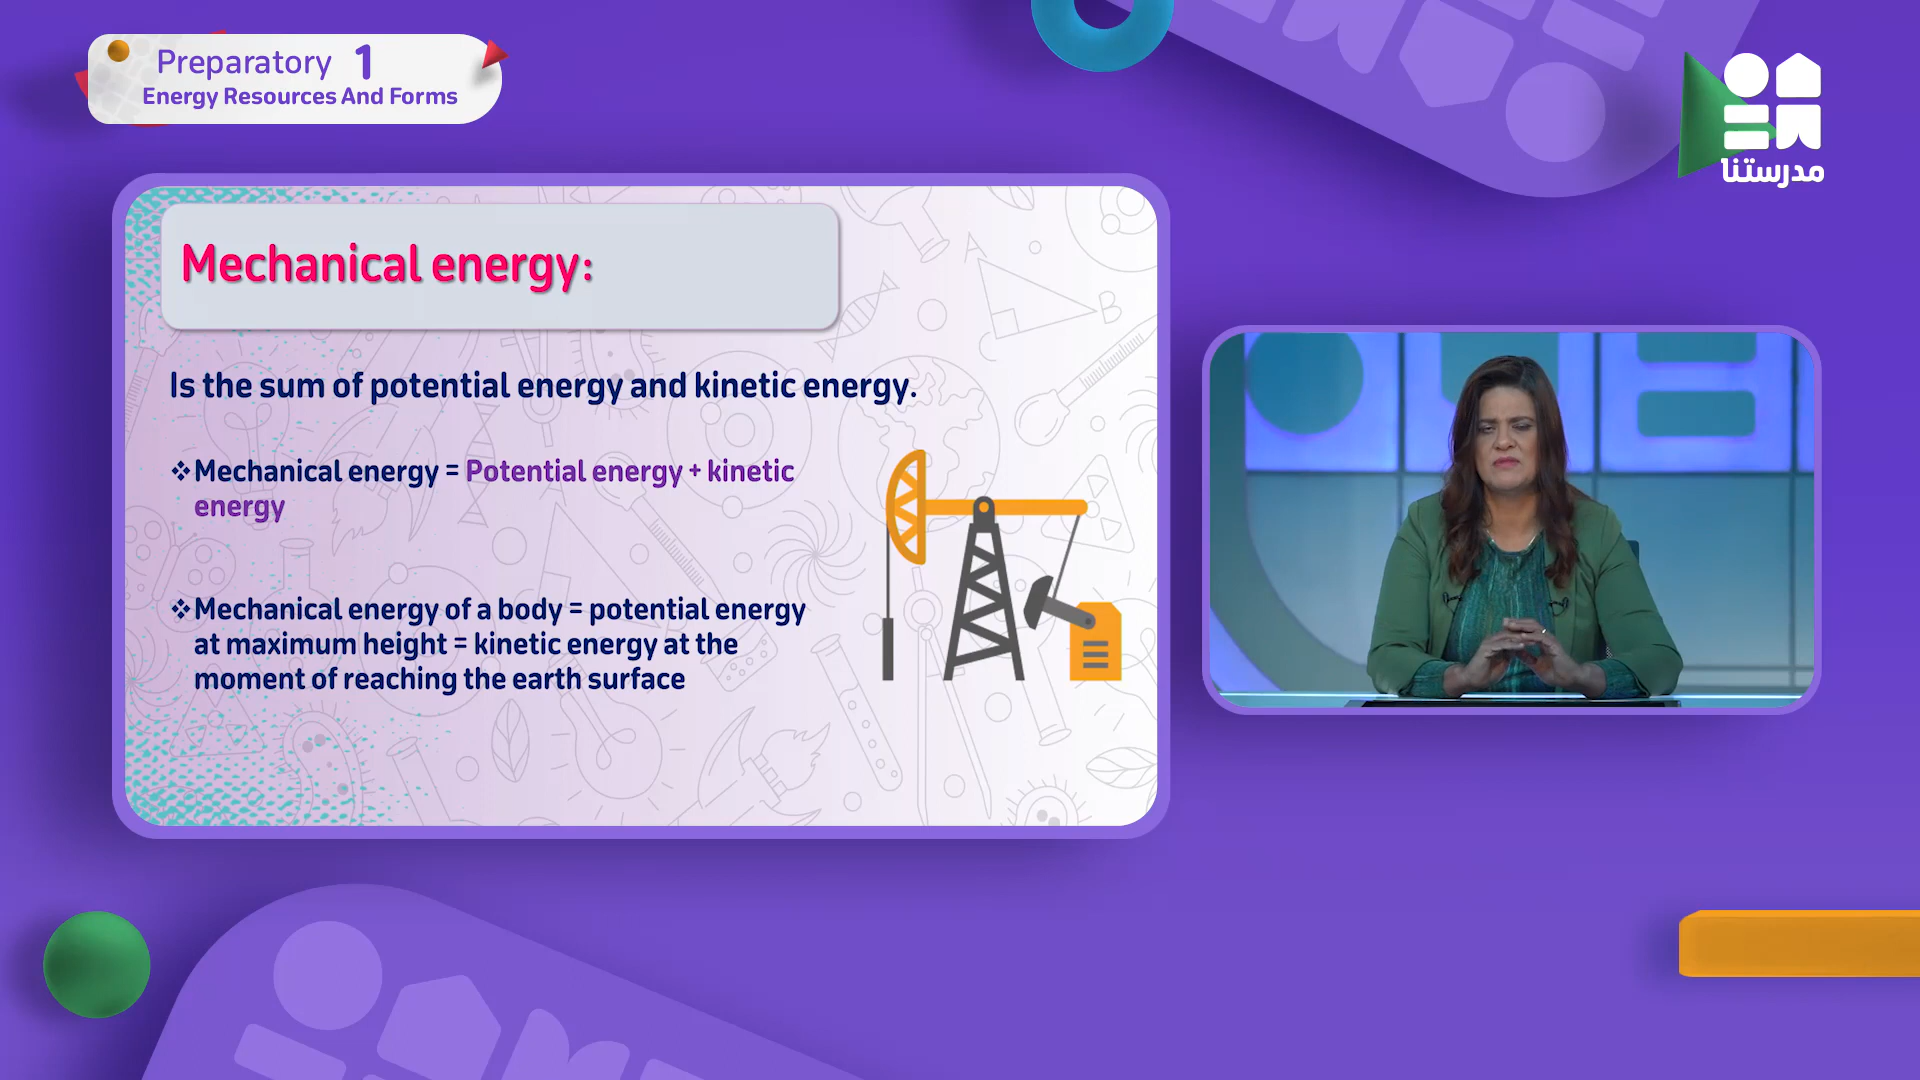 Preparatory 1
Energy Resources And Forms
مدرستنا
Mechanical energy:
Is the sum of potential energy and kinetic energy.
❖Mechanical energy = Potential energy + kinetic
energy
❖Mechanical energy of a body = potential energy
at maximum height = kinetic energy at the
moment of reaching the earth surface